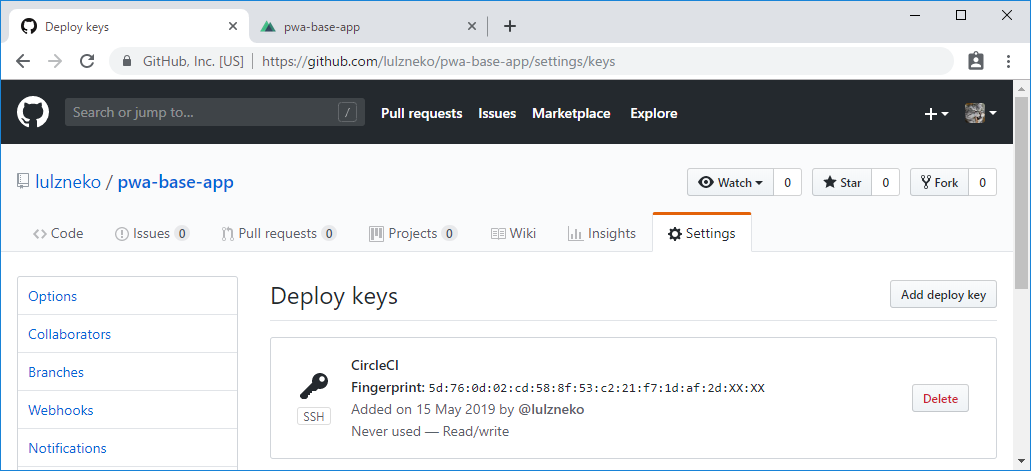 Deploy keys
pwa-base-app
GitHub, Inc. [US] | https://github.com/lulzneko/pwa-base-app/settings/keys
Search or jump to... /
Pull requests Issues Marketplace Explore
lulzneko / pwa-base-app
Watch 0 Star 0 Fork 0
Code Issues 0 Pull requests 0 Projects 0 Wiki Insights Settings
Options
Collaborators
Branches
Webhooks
Notifications
Deploy keys
Add deploy key
CircleCI
Fingerprint: 5d:76:0d:02:cd:58:8f:53:c2:21:f7:1d:af:2d:XX:XX
Added on 15 May 2019 by @lulzneko
Never used — Read/write
SSH
Delete